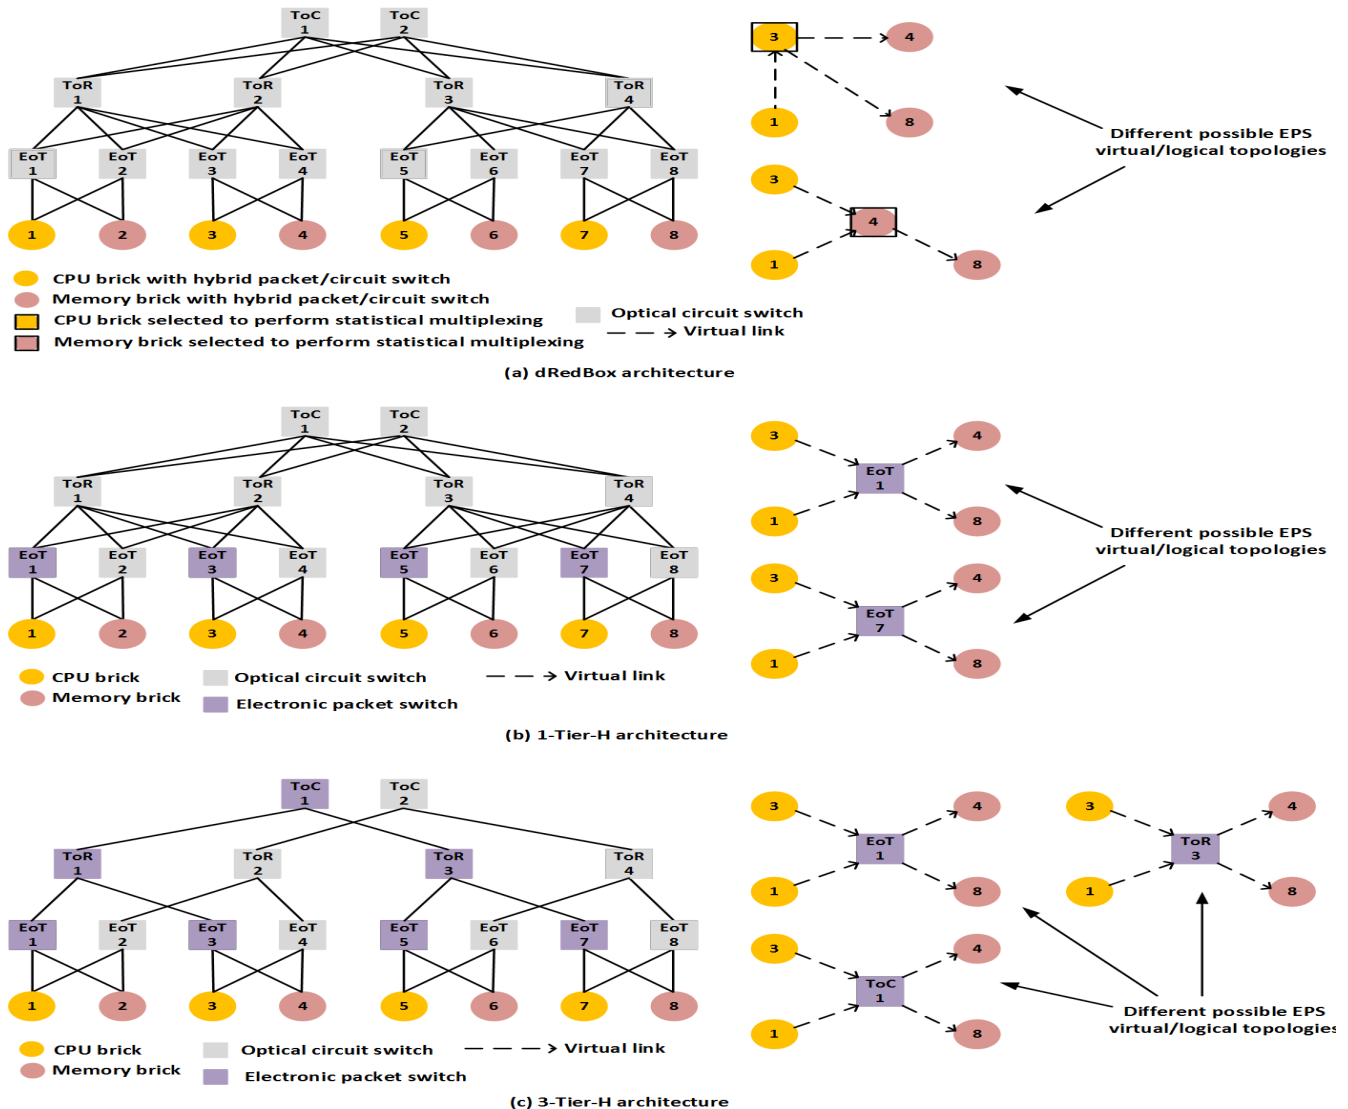 ToC
1
ToC
2
ToR
1
ToR
2
ToR
3
ToR
4
EoT
1
EoT
2
EoT
3
EoT
4
EoT
5
EoT
6
EoT
7
EoT
8
1
2
3
4
5
6
7
8
CPU brick with hybrid packet/circuit switch
Memory brick with hybrid packet/circuit switch
CPU brick selected to perform statistical multiplexing
Memory brick selected to perform statistical multiplexing
Optical circuit switch
Virtual link
3
4
1
8
3
4
1
8
Different possible EPS
virtual/logical topologies
(a) dRedBox architecture
ToC
1
ToC
2
ToR
1
ToR
2
ToR
3
ToR
4
EoT
1
EoT
2
EoT
3
EoT
4
EoT
5
EoT
6
EoT
7
EoT
8
1
2
3
4
5
6
7
8
CPU brick
Memory brick
Optical circuit switch
Electronic packet switch
Virtual link
3
4
EoT
1
1
8
3
4
EoT
7
1
8
Different possible EPS
virtual/logical topologies
(b) 1-Tier-H architecture
ToC
1
ToC
2
ToR
1
ToR
2
ToR
3
ToR
4
EoT
1
EoT
2
EoT
3
EoT
4
EoT
5
EoT
6
EoT
7
EoT
8
1
2
3
4
5
6
7
8
CPU brick
Memory brick
Optical circuit switch
Electronic packet switch
Virtual link
3
4
EoT
1
1
8
3
4
ToR
3
1
8
3
4
ToC
1
1
8
Different possible EPS
virtual/logical topologies
(c) 3-Tier-H architecture